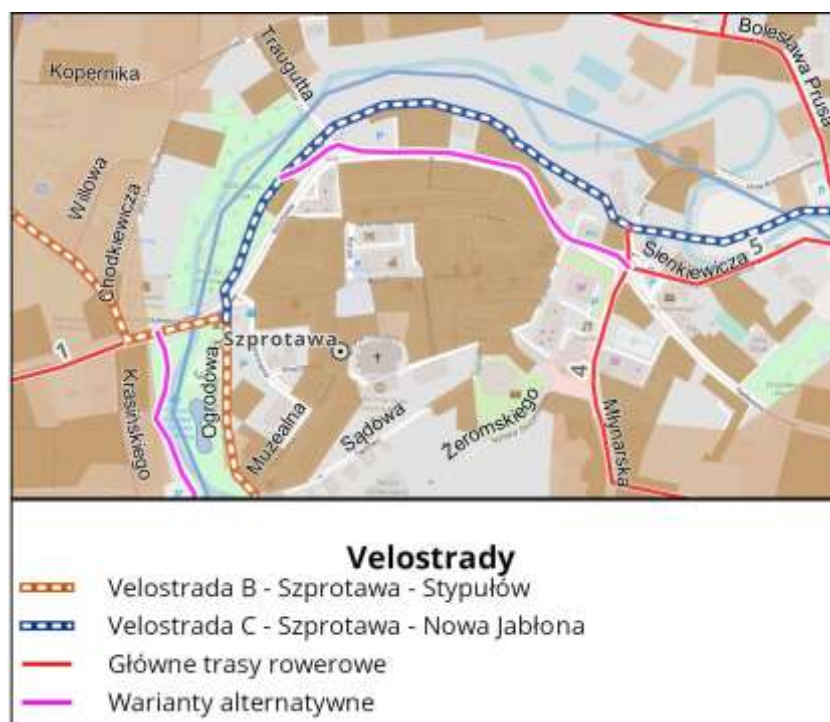 Bolesława Prusa
Traugutta
Kopernika
Willowa
Chodkiewicza
Sienkiewicza
5
1
Szprotawa
4
Krasińskiego
Ogrodowa
Muzealna
Sądowa
Żeromskiego
Młynarska
Velostrady
Velostrada B - Szprotawa - Stypułów
Velostrada C - Szprotawa - Nowa Jabłona
Główne trasy rowerowe
Warianty alternatywne